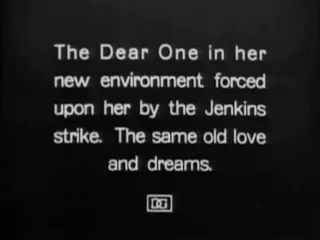 The Dear One in her
new environment forced
upon her by the Jenkins
strike. The same old love
and dreams.
DG